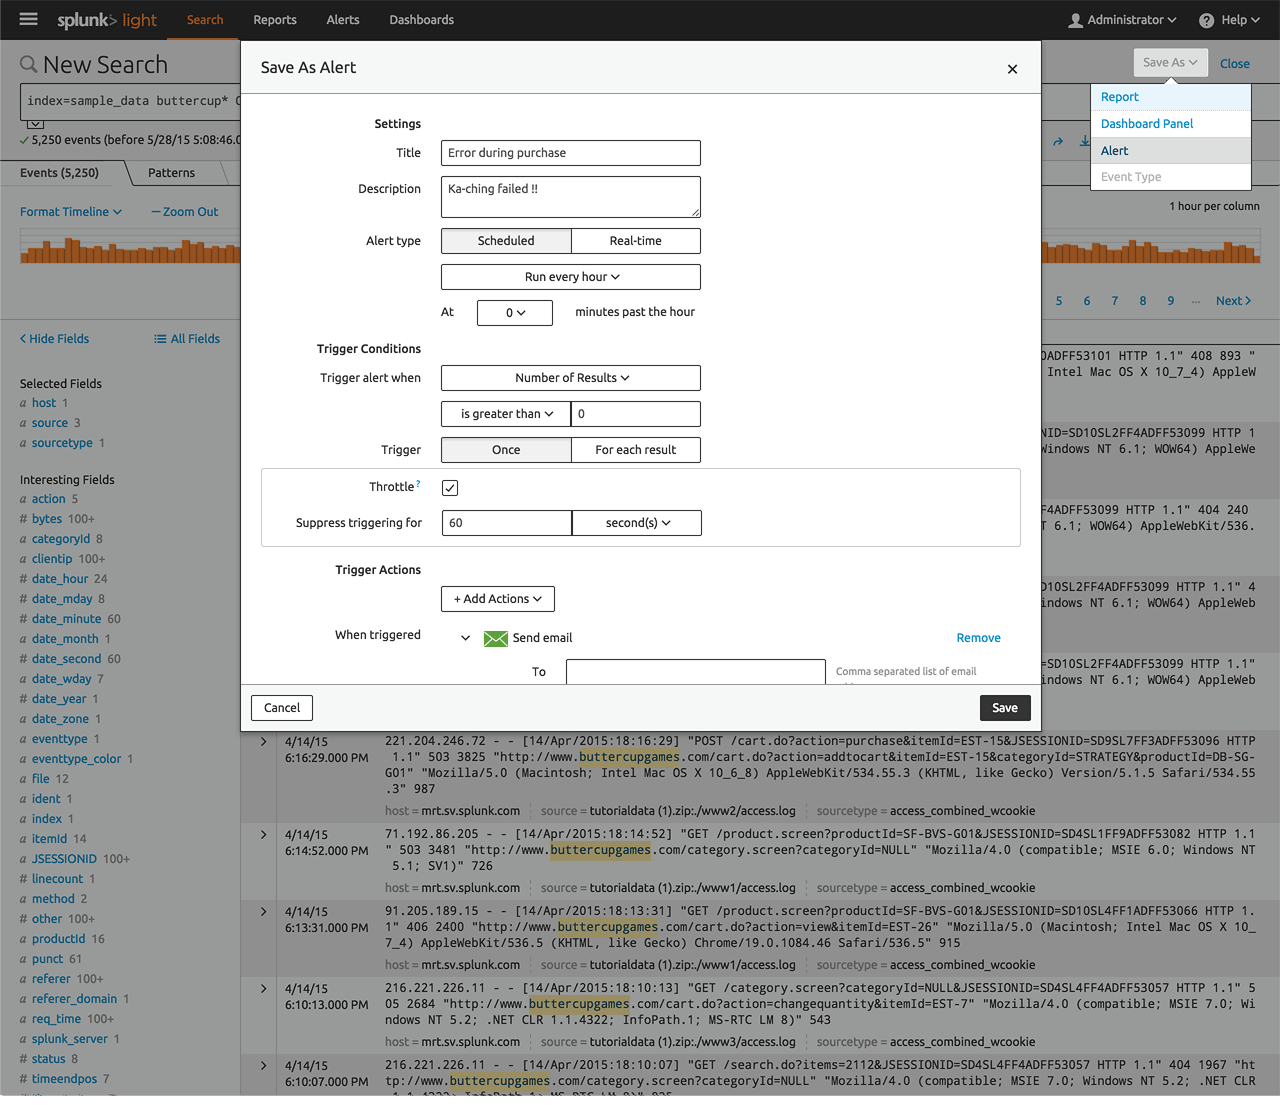 splunk> light Search Reports Alerts Dashboards Administrator Help
New Search Save As Close
index=sample_data buttercup*
5,250 events (before 5/28/15 5:08:46.0
Report
Dashboard Panel
Alert
Event Type
Events (5,250) Patterns
Format Timeline — Zoom Out
1 hour per column
5 6 7 8 9 ... Next >
Save As Alert
Settings
Title Error during purchase
Description Ka-ching failed !!
Alert type Scheduled Real-time
Run every hour
At 0 minutes past the hour
Trigger Conditions
Trigger alert when Number of Results
is greater than 0
Trigger Once For each result
Throttle ?
Suppress triggering for 60 second(s)
Trigger Actions
+ Add Actions
When triggered Send email Remove
To Comma separated list of email
Cancel Save
< Hide Fields All Fields
Selected Fields
a host 1
a source 3
a sourcetype 1
Interesting Fields
a action 5
# bytes 100+
a categoryId 8
a clientip 100+
# date_hour 24
# date_mday 8
# date_minute 60
a date_month 1
# date_second 60
a date_wday 7
# date_year 1
a date_zone 1
a eventtype 1
a eventtype_color 1
a file 12
a ident 1
a index 1
a itemId 14
a JSESSIONID 100+
# linecount 1
a method 2
# other 100+
a productId 16
a punct 61
a referer 100+
a referer_domain 1
a req_time 100+
a splunk_server 1
# status 8
# timeendpos 7
0ADFF53101 HTTP 1.1" 408 893 "
Intel Mac OS X 10_7_4) AppleW
NID=SD10SL2FF4ADFF53099 HTTP 1
Windows NT 6.1; WOW64) AppleWe
F4ADFF53099 HTTP 1.1" 404 240
T 6.1; WOW64) AppleWebKit/536.
D10SL2FF4ADFF53099 HTTP 1.1" 4
indows NT 6.1; WOW64) AppleWeb
=SD10SL2FF4ADFF53099 HTTP 1.1"
ndows NT 6.1; WOW64) AppleWebK
4/14/15
6:16:29.000 PM
221.204.246.72 - - [14/Apr/2015:18:16:29] "POST /cart.do?action=purchase&itemId=EST-15&JSESSIONID=SD9SL7FF3ADFF53096 HTTP
1.1" 503 3825 "http://www.buttercupgames.com/cart.do?action=addtocart&itemId=EST-15&categoryId=STRATEGY&productId=DB-SG-
G01" "Mozilla/5.0 (Macintosh; Intel Mac OS X 10_6_8) AppleWebKit/534.55.3 (KHTML, like Gecko) Version/5.1.5 Safari/534.55
.3" 987
host = mrt.sv.splunk.com source = tutorialdata (1).zip:./www2/access.log sourcetype = access_combined_wcookie
4/14/15
6:14:52.000 PM
71.192.86.205 - - [14/Apr/2015:18:14:52] "GET /product.screen?productId=SF-BVS-G01&JSESSIONID=SD4SL1FF9ADFF53082 HTTP 1.1
" 503 3481 "http://www.buttercupgames.com/category.screen?categoryId=NULL" "Mozilla/4.0 (compatible; MSIE 6.0; Windows NT
5.1; SV1)" 726
host = mrt.sv.splunk.com source = tutorialdata (1).zip:./www1/access.log sourcetype = access_combined_wcookie
4/14/15
6:13:31.000 PM
91.205.189.15 - - [14/Apr/2015:18:13:31] "GET /product.screen?productId=SF-BVS-G01&JSESSIONID=SD10SL4FF1ADFF53066 HTTP 1.
1" 406 2400 "http://www.buttercupgames.com/cart.do?action=view&itemId=EST-26" "Mozilla/5.0 (Macintosh; Intel Mac OS X 10_
7_4) AppleWebKit/536.5 (KHTML, like Gecko) Chrome/19.0.1084.46 Safari/536.5" 915
host = mrt.sv.splunk.com source = tutorialdata (1).zip:./www1/access.log sourcetype = access_combined_wcookie
4/14/15
6:10:13.000 PM
216.221.226.11 - - [14/Apr/2015:18:10:13] "GET /category.screen?categoryId=NULL&JSESSIONID=SD4SL4FF4ADFF53057 HTTP 1.1" 5
05 2684 "http://www.buttercupgames.com/cart.do?action=changequantity&itemId=EST-7" "Mozilla/4.0 (compatible; MSIE 7.0; Wi
ndows NT 5.2; .NET CLR 1.1.4322; InfoPath.1; MS-RTC LM 8)" 543
host = mrt.sv.splunk.com source = tutorialdata (1).zip:./www3/access.log sourcetype = access_combined_wcookie
4/14/15
6:10:07.000 PM
216.221.226.11 - - [14/Apr/2015:18:10:07] "GET /search.do?items=2112&JSESSIONID=SD4SL4FF4ADFF53057 HTTP 1.1" 404 1967 "ht
tp://www.buttercupgames.com/category.screen?categoryId=NULL" "Mozilla/4.0 (compatible; MSIE 7.0; Windows NT 5.2; .NET CLR